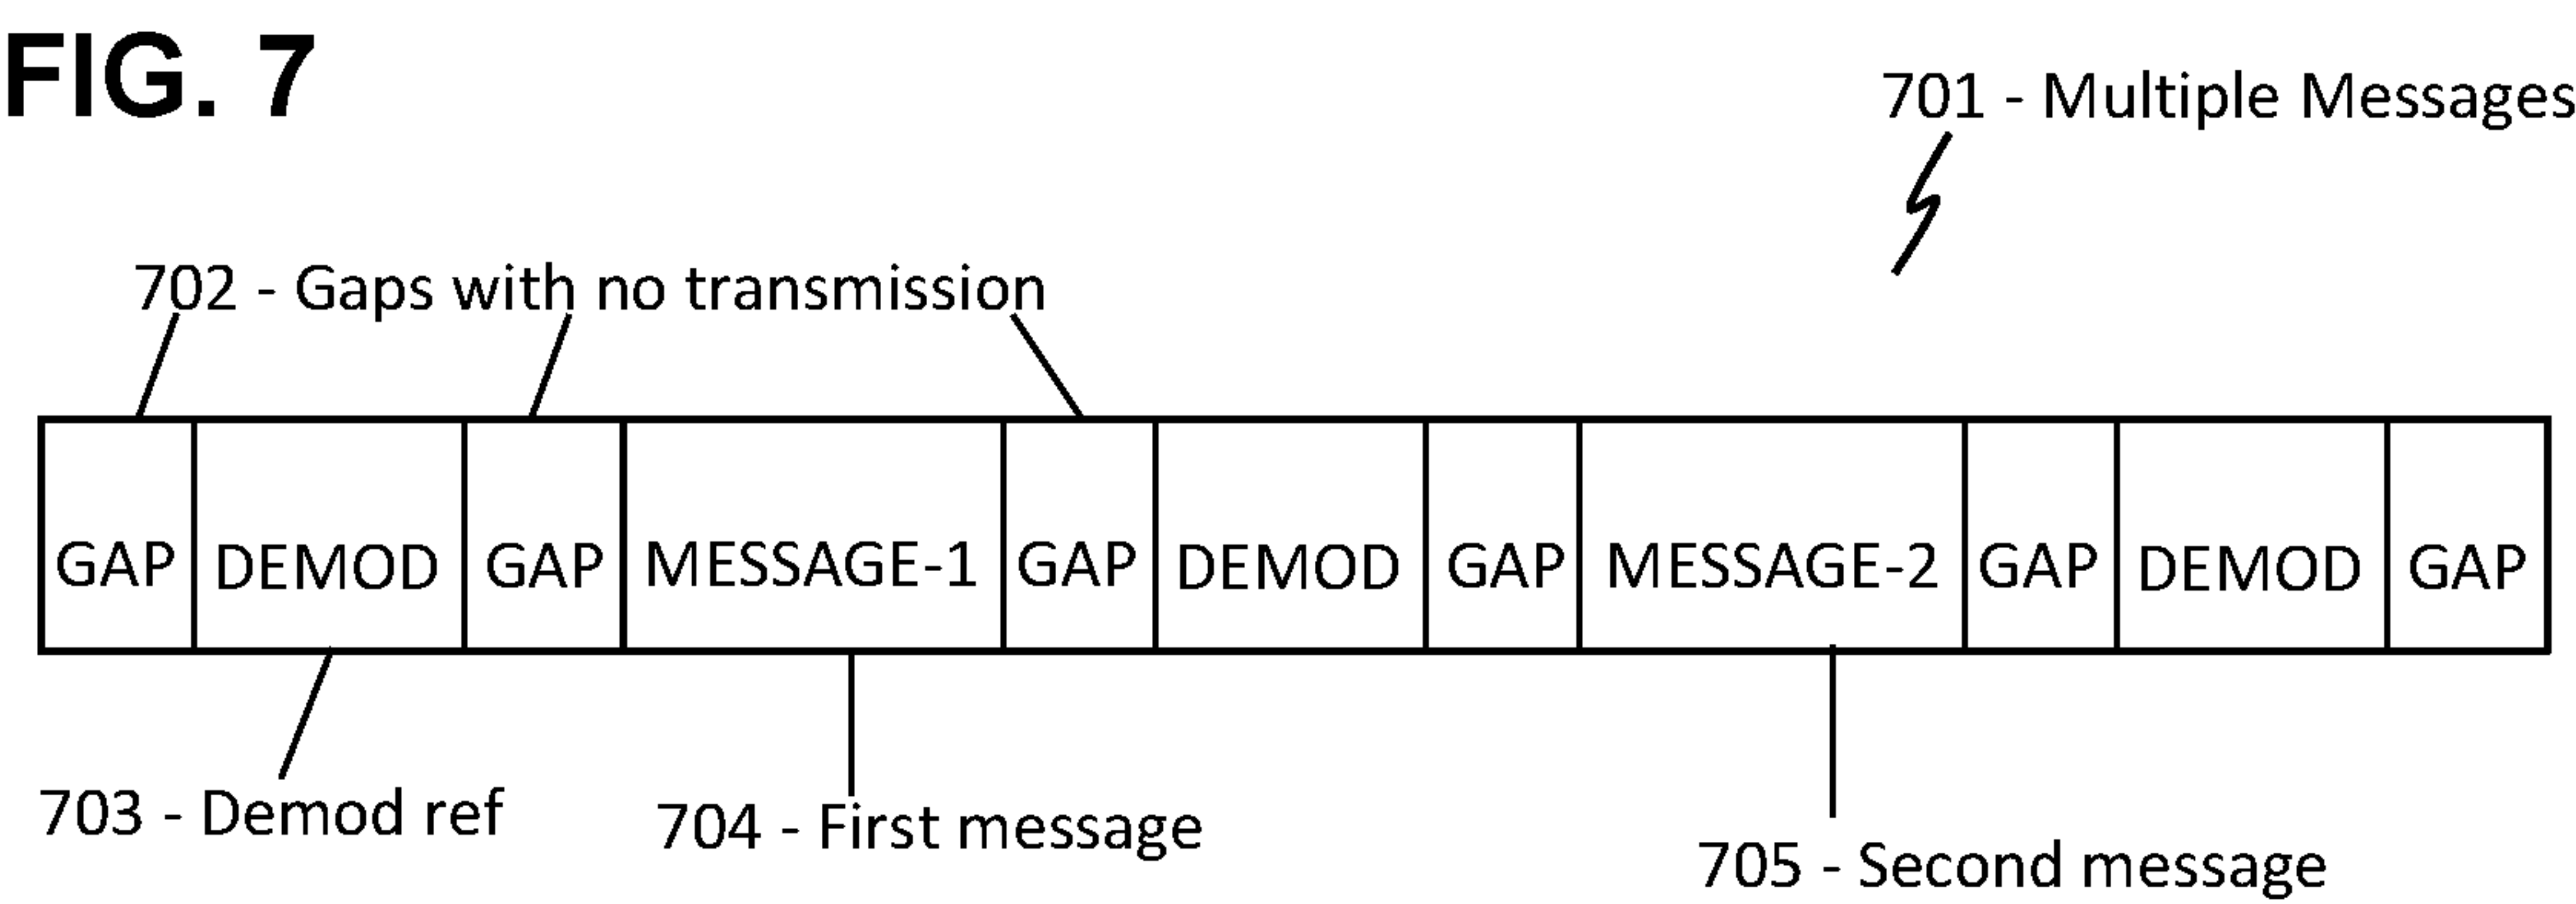 FIG. 7
701 - Multiple Messages
702 - Gaps with no transmission
GAP DEMOD GAP MESSAGE-1 GAP DEMOD GAP MESSAGE-2 GAP DEMOD GAP
703 - Demod ref
704 - First message
705 - Second message